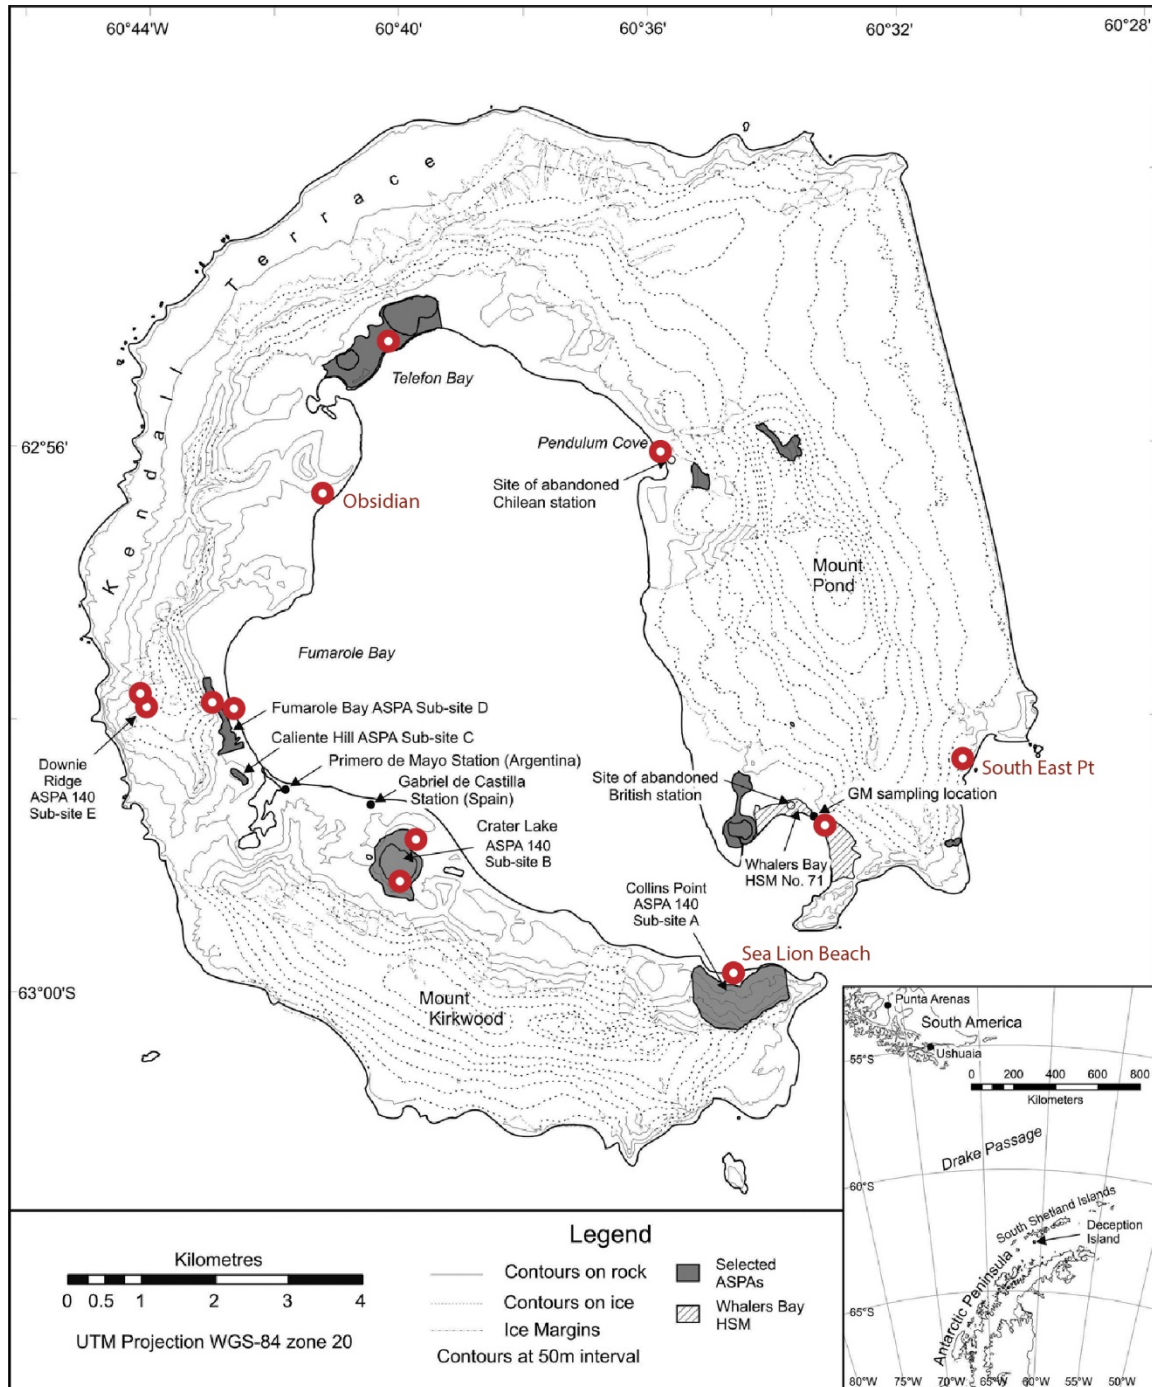 60°44'W
60°40'
60°36'
60°32'
60°28'
Kendall Terrace
Telefon Bay
62°56'
Pendulum Cove
Site of abandoned
Chilean station
Obsidian
Mount
Pond
Fumarole Bay
Fumarole Bay ASPA Sub-site D
Caliente Hill ASPA Sub-site C
Primero de Mayo Station (Argentina)
Gabriel de Castilla
Station (Spain)
Downie
Ridge
ASPA 140
Sub-site E
Crater Lake
ASPA 140
Sub-site B
Site of abandoned
British station
South East Pt
GM sampling location
Whalers Bay
HSM No. 71
Collins Point
ASPA 140
Sub-site A
Sea Lion Beach
63°00'S
Mount
Kirkwood
Punta Arenas
South America
Ushuaia
55°S
55°S
0 200 400 600 800
Kilometers
Drake Passage
60°S
60°S
South Shetland Islands
Deception
Island
Antarctic Peninsula
65°S
65°S
80°W 75°W 70°W 65°W 60°W 55°W 50°W
Kilometres
0 0.5 1 2 3 4
UTM Projection WGS-84 zone 20
Legend
Contours on rock
Contours on ice
Ice Margins
Contours at 50m interval
Selected
ASPAs
Whalers Bay
HSM